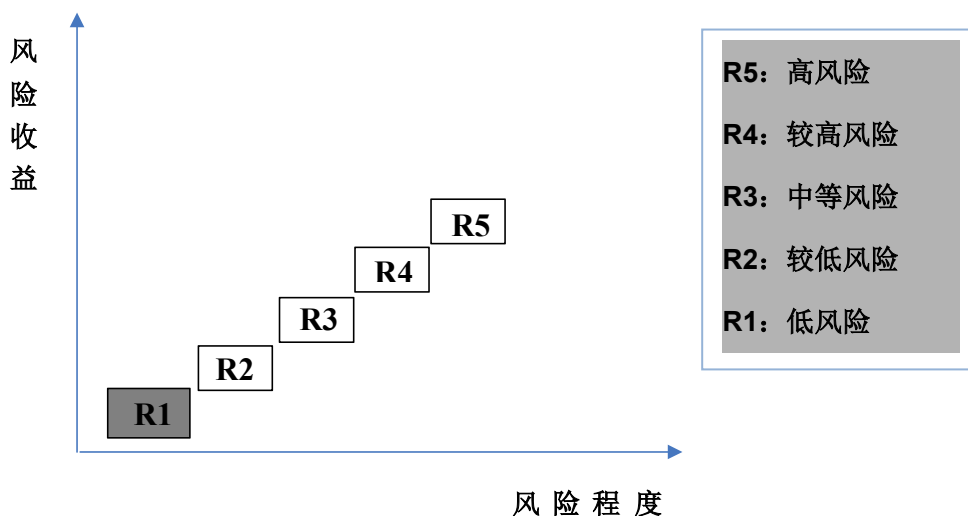 风
险
收
益
R5
R4
R3
R2
R1
风 险 程 度
R5：高风险
R4：较高风险
R3：中等风险
R2：较低风险
R1：低风险